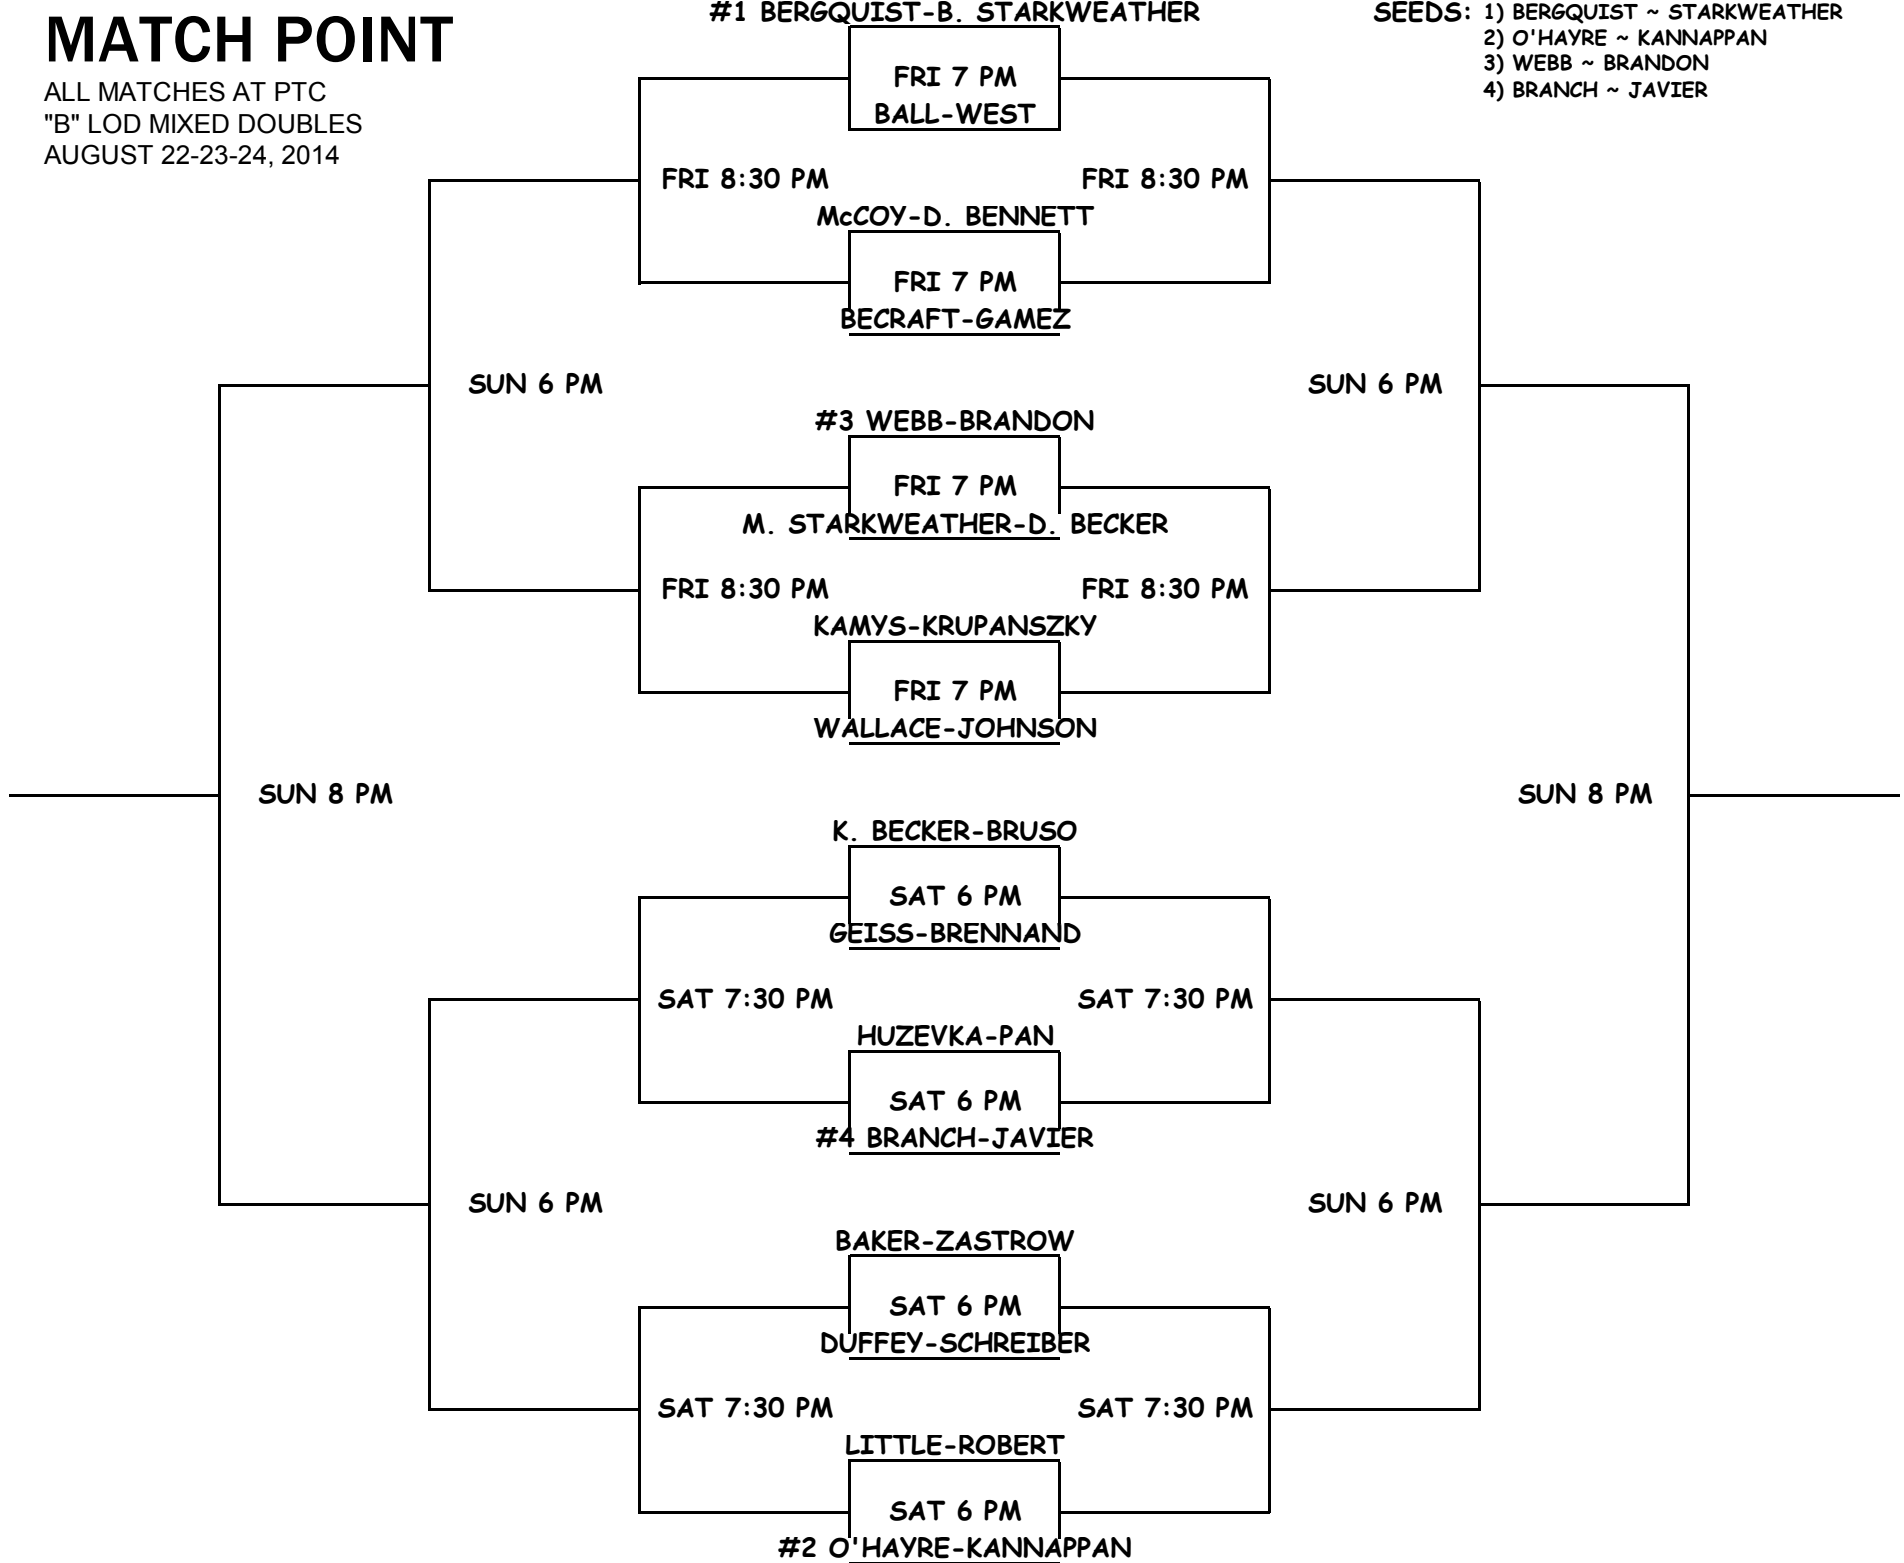 #1 BERGQUIST-B. STARKWEATHER
MATCH POINT
SEEDS: 1) BERGQUIST ~ STARKWEATHER
2) O'HAYRE ~ KANNAPPAN
3) WEBB ~ BRANDON
4) BRANCH ~ JAVIER
ALL MATCHES AT PTC
"B" LOD MIXED DOUBLES
AUGUST 22-23-24, 2014
FRI 7 PM
BALL-WEST
FRI 8:30 PM FRI 8:30 PM
McCOY-D. BENNETT
FRI 7 PM
BECRAFT-GAMEZ
SUN 6 PM SUN 6 PM
#3 WEBB-BRANDON
FRI 7 PM
M. STARKWEATHER-D. BECKER
FRI 8:30 PM FRI 8:30 PM
KAMYS-KRUPANSZKY
FRI 7 PM
WALLACE-JOHNSON
SUN 8 PM SUN 8 PM
K. BECKER-BRUSO
SAT 6 PM
GEISS-BRENNAND
SAT 7:30 PM SAT 7:30 PM
HUZEVKA-PAN
SAT 6 PM
#4 BRANCH-JAVIER
SUN 6 PM SUN 6 PM
BAKER-ZASTROW
SAT 6 PM
DUFFEY-SCHREIBER
SAT 7:30 PM SAT 7:30 PM
LITTLE-ROBERT
SAT 6 PM
#2 O'HAYRE-KANNAPPAN